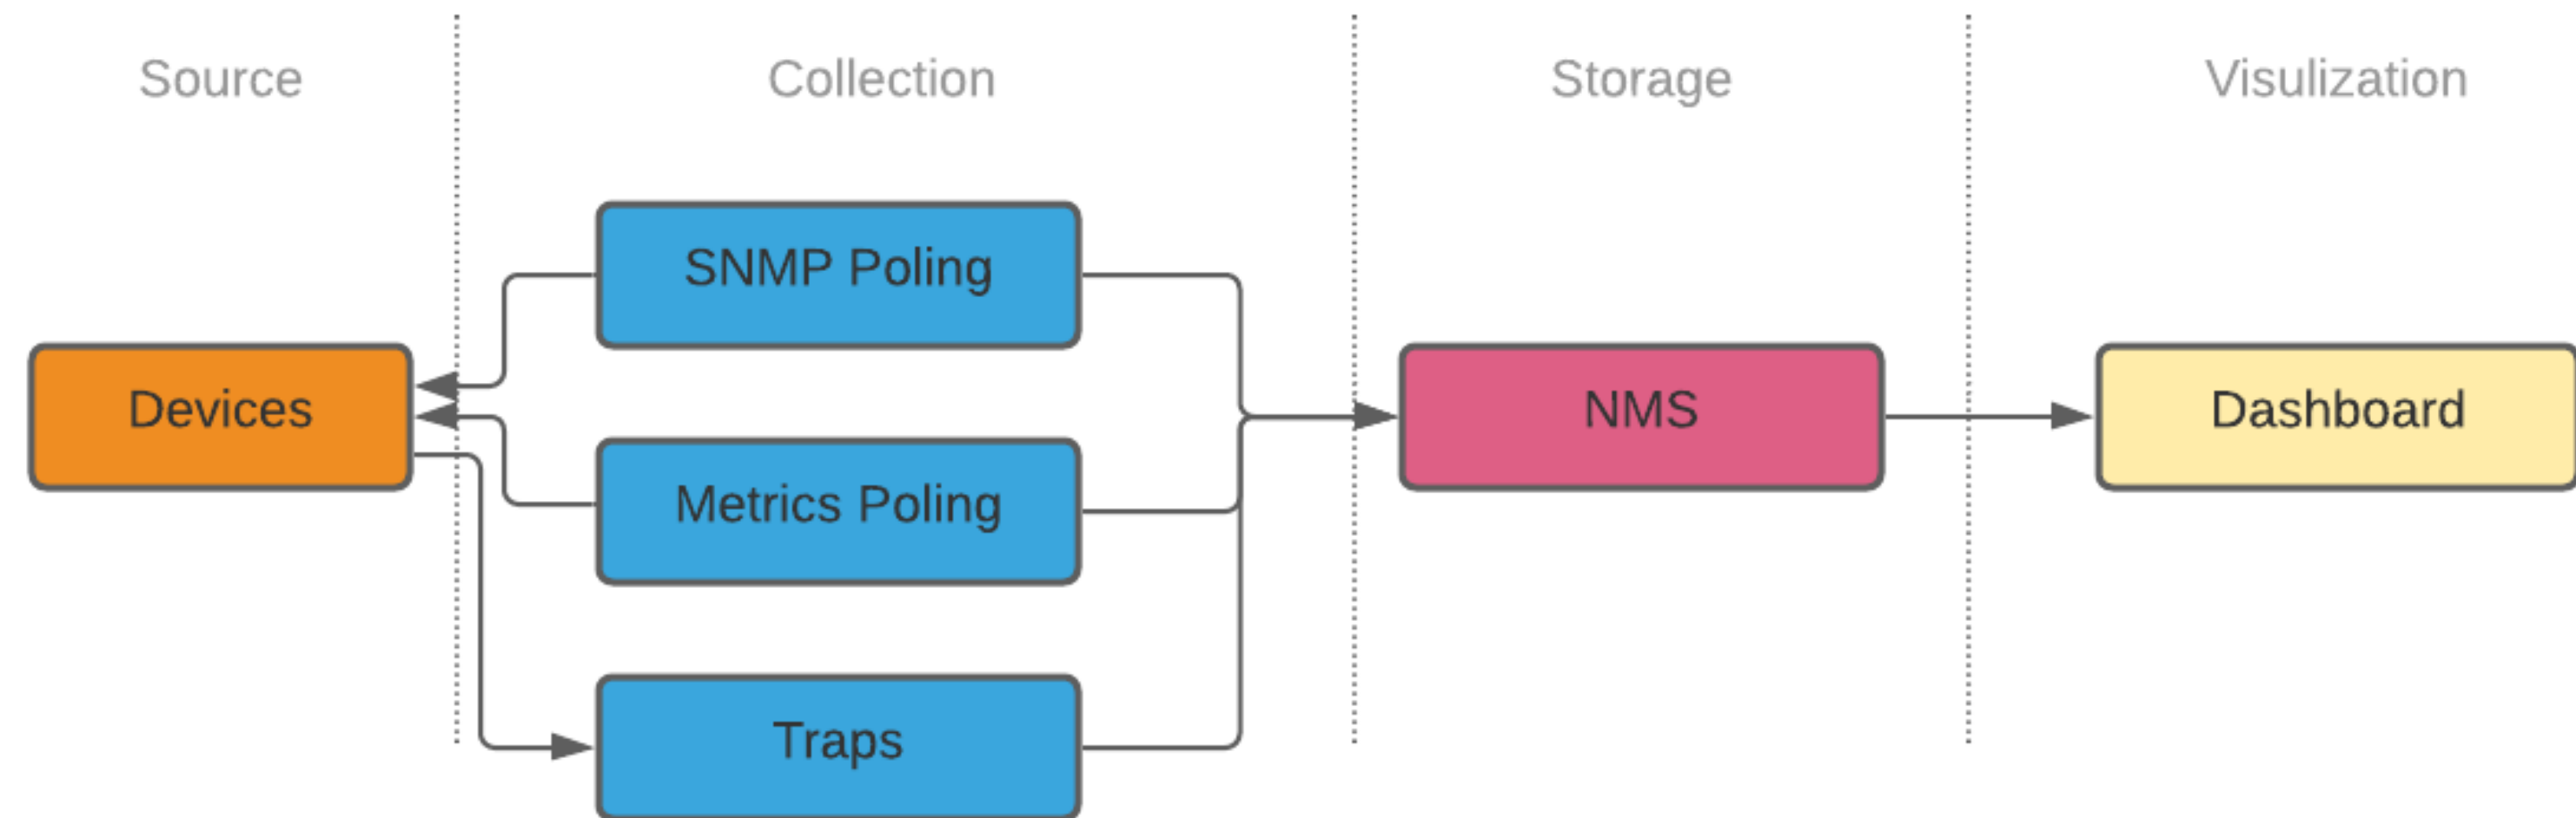 Source
Collection
Storage
Visulization
SNMP Poling
Devices
NMS
Dashboard
Metrics Poling
Traps